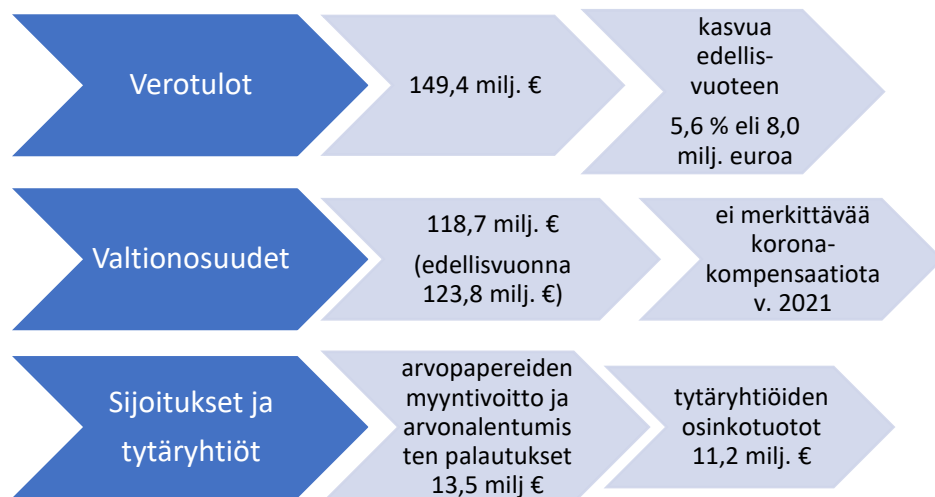 Verotulot
149,4 milj. €
kasvua
edellis-
vuoteen
5,6 % eli 8,0
milj. euroa
Valtionosuudet
118,7 milj. €
(edellisvuonna
123,8 milj. €)
ei merkittävää
korona-
kompensaatiota
v. 2021
Sijoitukset ja
tytäryhtiöt
arvopapereiden
myyntivoitto ja
arvonalentumis
ten palautukset
13,5 milj €
tytäryhtiöiden
osinkotuotot
11,2 milj. €